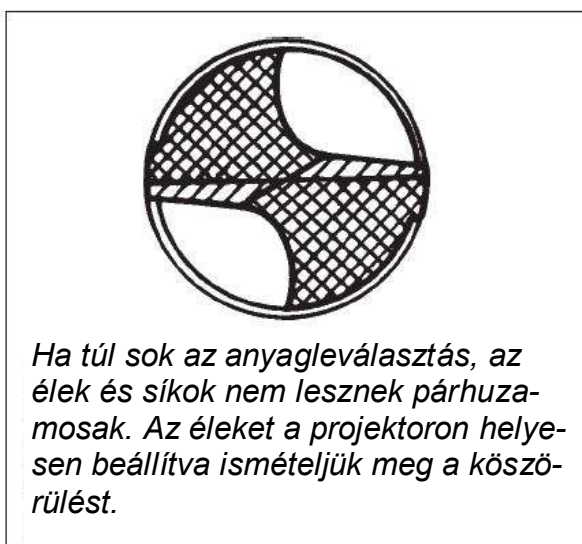 Ha túl sok az anyagleválasztás, az
élek és síkok nem lesznek párhuza-
mosak. Az éleket a projektoron helye-
sen beállítva ismételjük meg a köszö-
rülést.